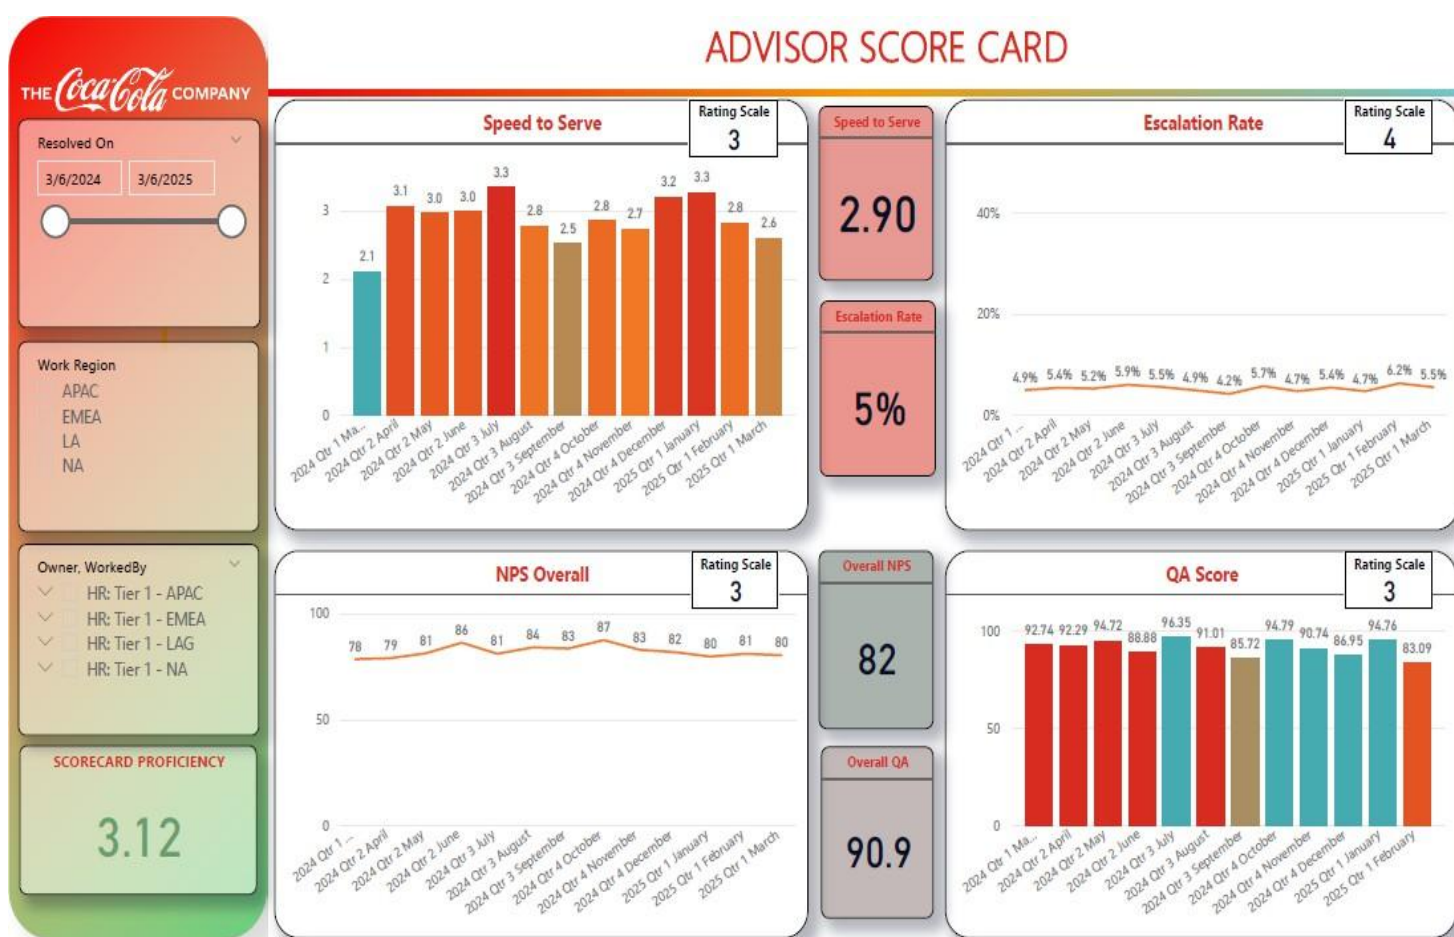 ADVISOR SCORE CARD
THE Coca-Cola COMPANY
Resolved On
3/6/2024 3/6/2025
Work Region
APAC
EMEA
LA
NA
Owner, WorkedBy
HR: Tier 1 - APAC
HR: Tier 1 - EMEA
HR: Tier 1 - LAG
HR: Tier 1 - NA
SCORECARD PROFICIENCY
3.12
Speed to Serve
Rating Scale
3
3
2
1
0
2.1 3.1 3.0 3.0 3.3 2.8 2.5 2.8 2.7 3.2 3.3 2.8 2.6
2024 Qtr 1 Ma...
2024 Qtr 2 April
2024 Qtr 2 May
2024 Qtr 2 June
2024 Qtr 3 July
2024 Qtr 3 August
2024 Qtr 3 September
2024 Qtr 4 October
2024 Qtr 4 November
2024 Qtr 4 December
2025 Qtr 1 January
2025 Qtr 1 February
2025 Qtr 1 March
Speed to Serve
2.90
Escalation Rate
5%
Escalation Rate
Rating Scale
4
40%
20%
0%
4.9% 5.4% 5.2% 5.9% 5.5% 4.9% 4.2% 5.7% 4.7% 5.4% 4.7% 6.2% 5.5%
2024 Qtr 1 ...
2024 Qtr 2 April
2024 Qtr 2 May
2024 Qtr 2 June
2024 Qtr 3 July
2024 Qtr 3 August
2024 Qtr 3 September
2024 Qtr 4 October
2024 Qtr 4 November
2024 Qtr 4 December
2025 Qtr 1 January
2025 Qtr 1 February
2025 Qtr 1 March
NPS Overall
Rating Scale
3
100
50
0
78 79 81 86 81 84 83 87 83 82 80 81 80
2024 Qtr 1 ...
2024 Qtr 2 April
2024 Qtr 2 May
2024 Qtr 2 June
2024 Qtr 3 July
2024 Qtr 3 August
2024 Qtr 3 September
2024 Qtr 4 October
2024 Qtr 4 November
2024 Qtr 4 December
2025 Qtr 1 January
2025 Qtr 1 February
2025 Qtr 1 March
Overall NPS
82
Overall QA
90.9
QA Score
Rating Scale
3
100
50
0
92.74 92.29 94.72 88.88 96.35 91.01 85.72 94.79 90.74 86.95 94.76 83.09
2024 Qtr 1 Ma...
2024 Qtr 2 April
2024 Qtr 2 May
2024 Qtr 2 June
2024 Qtr 3 July
2024 Qtr 3 August
2024 Qtr 3 September
2024 Qtr 4 October
2024 Qtr 4 November
2024 Qtr 4 December
2025 Qtr 1 January
2025 Qtr 1 February